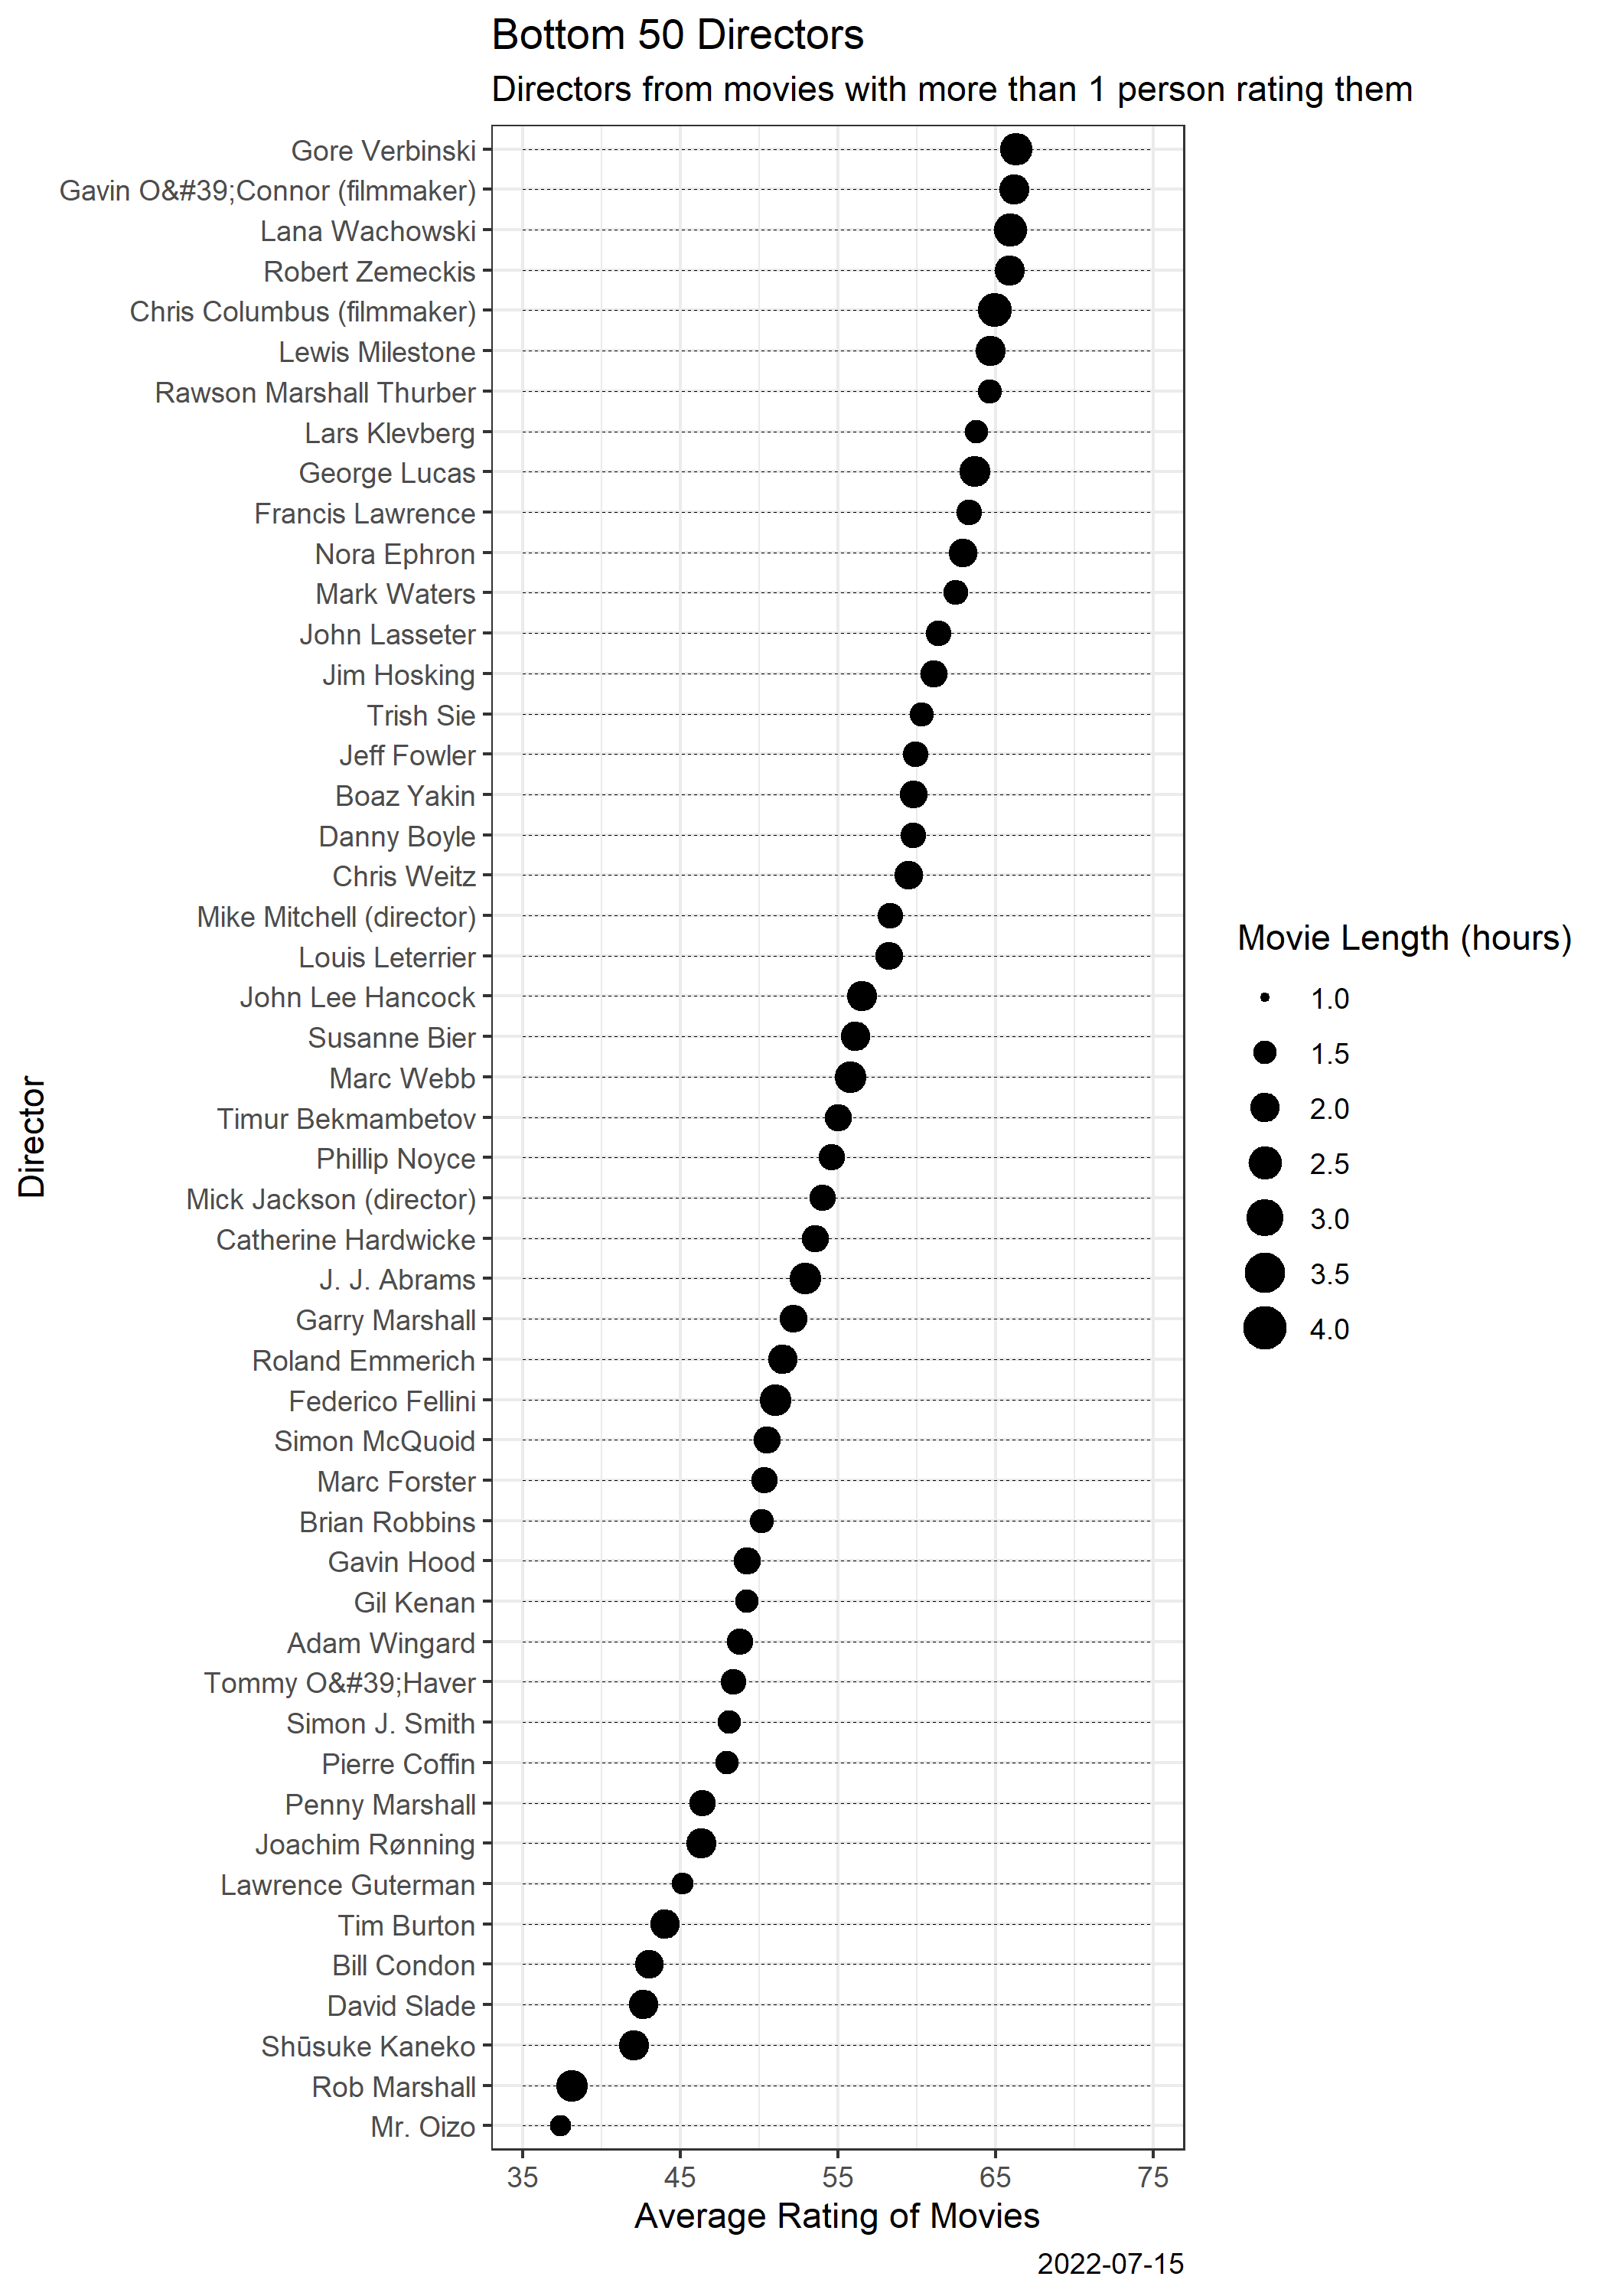 Bottom 50 Directors
Directors from movies with more than 1 person rating them
Director
Gore Verbinski
Gavin O&#39;Connor (filmmaker)
Lana Wachowski
Robert Zemeckis
Chris Columbus (filmmaker)
Lewis Milestone
Rawson Marshall Thurber
Lars Klevberg
George Lucas
Francis Lawrence
Nora Ephron
Mark Waters
John Lasseter
Jim Hosking
Trish Sie
Jeff Fowler
Boaz Yakin
Danny Boyle
Chris Weitz
Mike Mitchell (director)
Louis Leterrier
John Lee Hancock
Susanne Bier
Marc Webb
Timur Bekmambetov
Phillip Noyce
Mick Jackson (director)
Catherine Hardwicke
J. J. Abrams
Garry Marshall
Roland Emmerich
Federico Fellini
Simon McQuoid
Marc Forster
Brian Robbins
Gavin Hood
Gil Kenan
Adam Wingard
Tommy O&#39;Haver
Simon J. Smith
Pierre Coffin
Penny Marshall
Joachim Rønning
Lawrence Guterman
Tim Burton
Bill Condon
David Slade
Shūsuke Kaneko
Rob Marshall
Mr. Oizo
35 45 55 65 75
Average Rating of Movies
2022-07-15
Movie Length (hours)
1.0
1.5
2.0
2.5
3.0
3.5
4.0